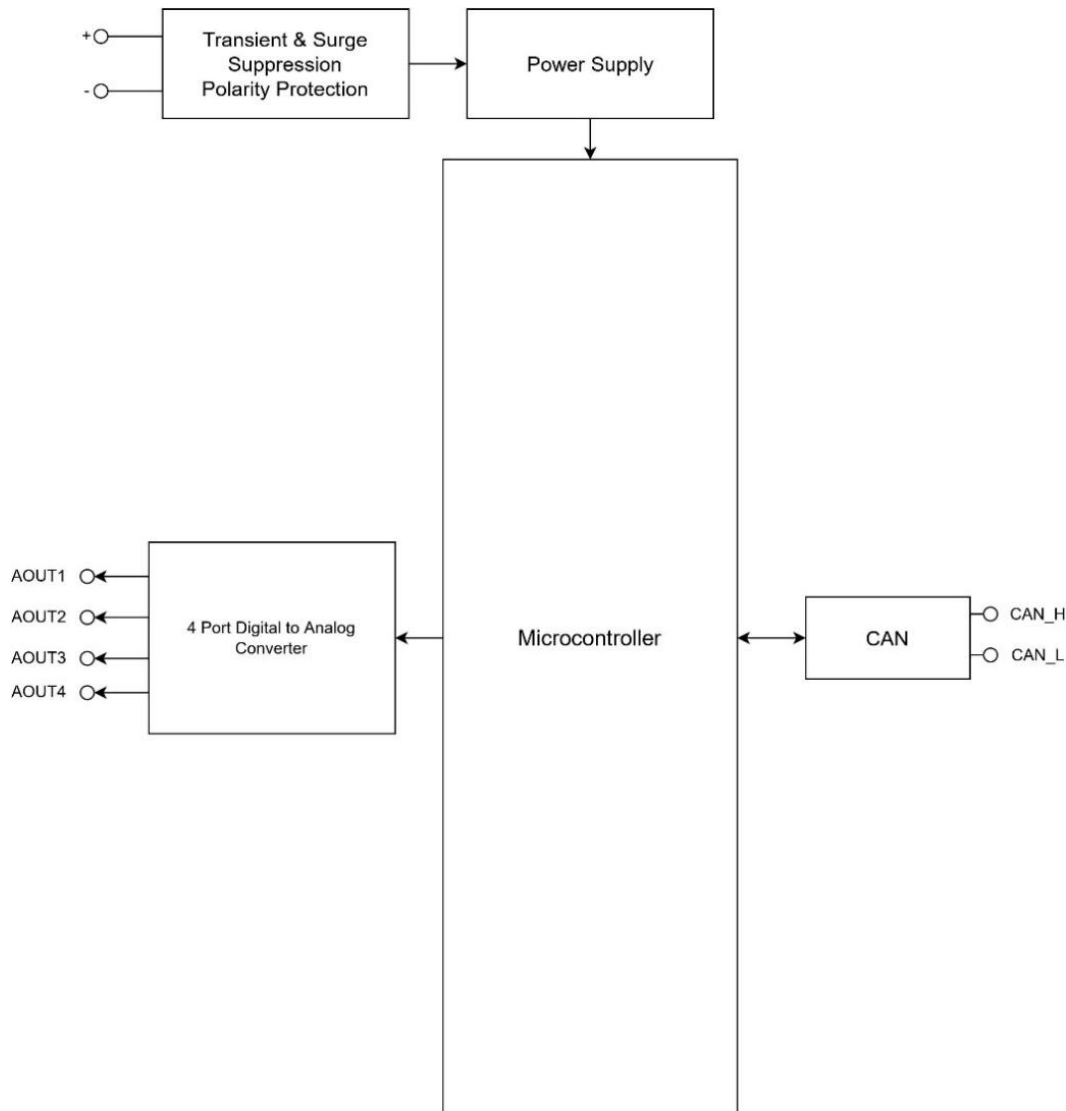 +
Transient & Surge
Suppression
Polarity Protection
-
Power Supply
AOUT1
AOUT2
AOUT3
AOUT4
4 Port Digital to Analog
Converter
Microcontroller
CAN
CAN_H
CAN_L